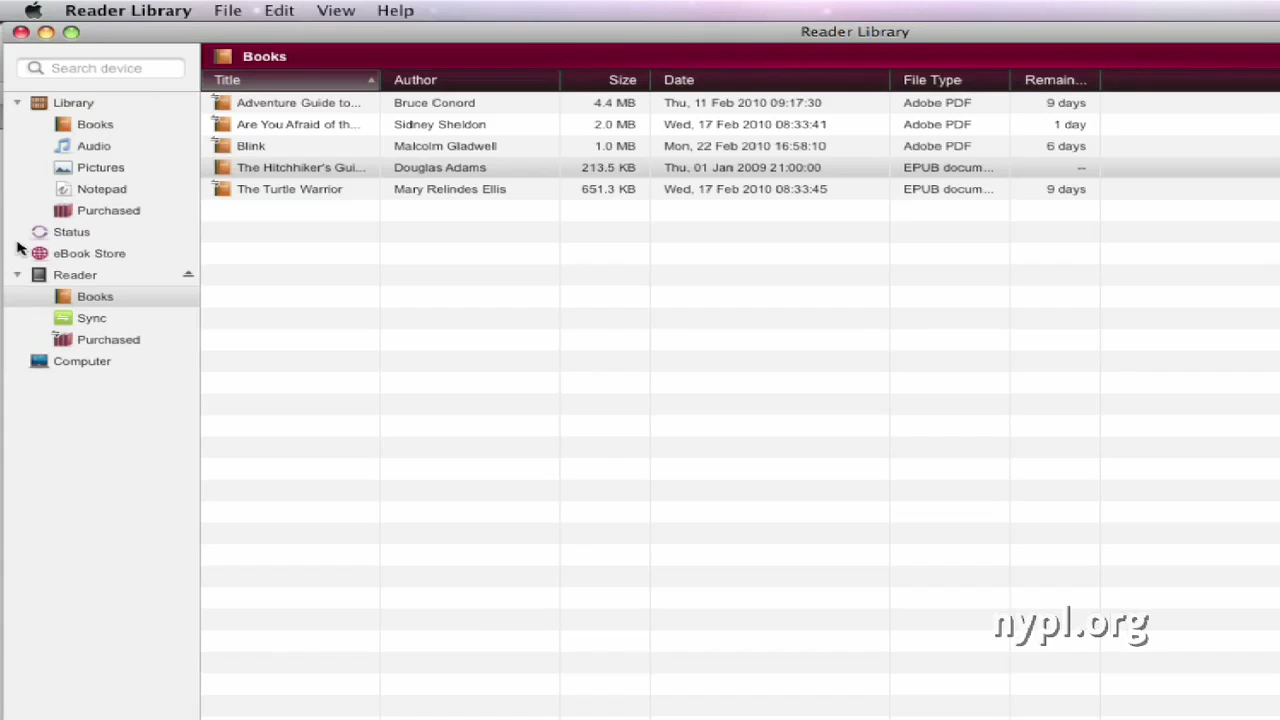 Reader Library File Edit View Help
Reader Library
Search device
Books
Title Author Size Date File Type Remain...
Library
Books
Audio
Pictures
Notepad
Purchased
Status
eBook Store
Reader
Books
Sync
Purchased
Computer
Adventure Guide to... Bruce Conord 4.4 MB Thu, 11 Feb 2010 09:17:30 Adobe PDF 9 days
Are You Afraid of th... Sidney Sheldon 2.0 MB Wed, 17 Feb 2010 08:33:41 Adobe PDF 1 day
Blink Malcolm Gladwell 1.0 MB Mon, 22 Feb 2010 16:58:10 Adobe PDF 6 days
The Hitchhiker's Gui... Douglas Adams 213.5 KB Thu, 01 Jan 2009 21:00:00 EPUB docum... --
The Turtle Warrior Mary Relindes Ellis 651.3 KB Wed, 17 Feb 2010 08:33:45 EPUB docum... 9 days
nypl.org